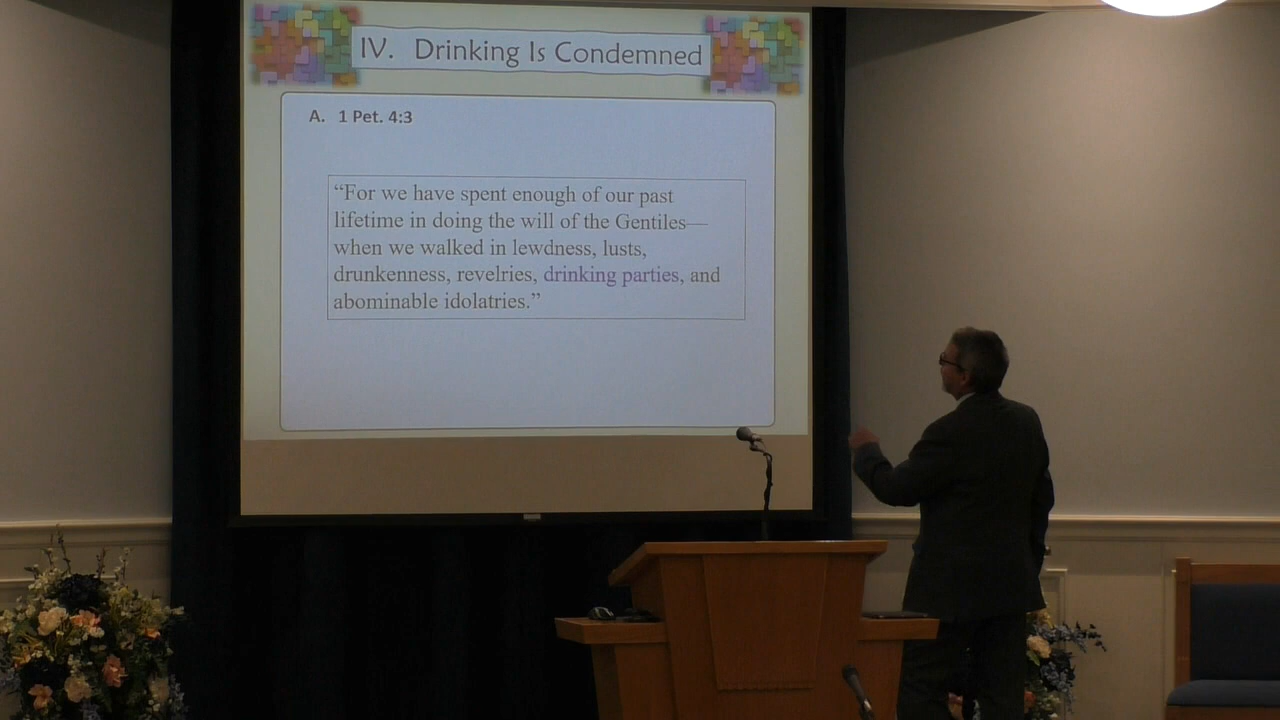 IV. Drinking Is Condemned
A. 1 Pet. 4:3
“For we have spent enough of our past
lifetime in doing the will of the Gentiles—
when we walked in lewdness, lusts,
drunkenness, revelries, drinking parties, and
abominable idolatries.”